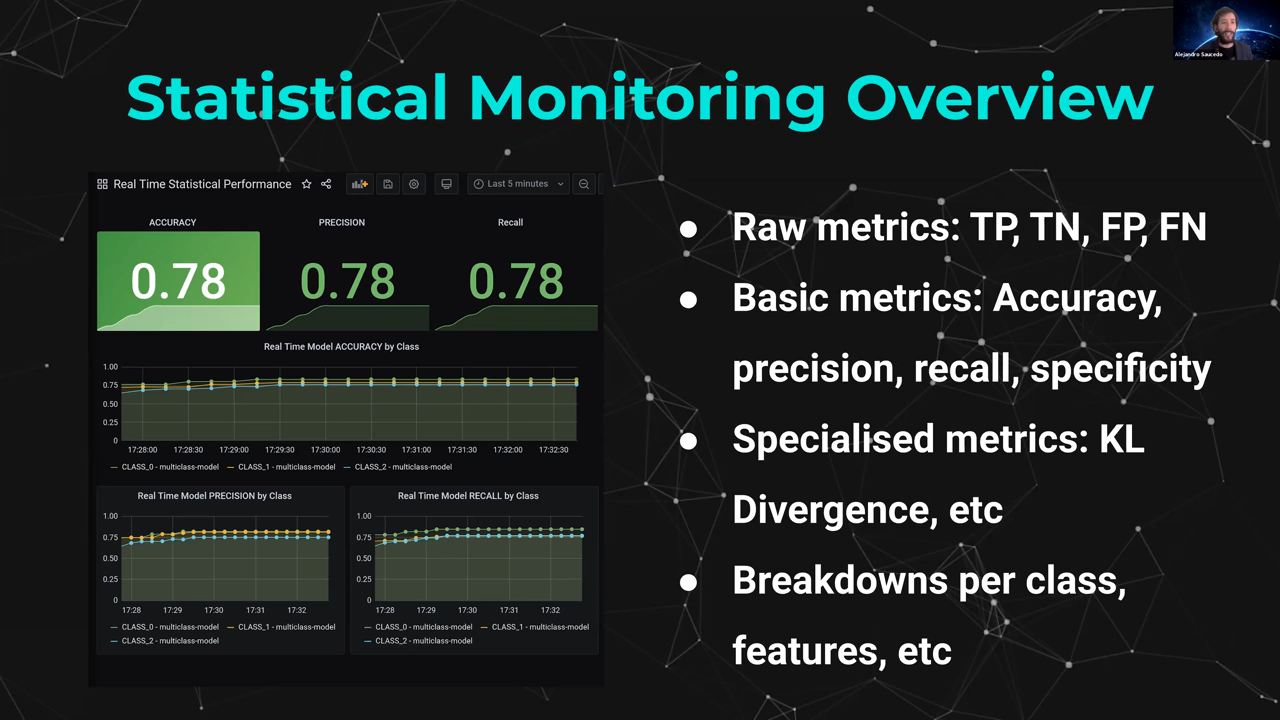 Alejandro Saucedo
Statistical Monitoring Overview
Real Time Statistical Performance
Last 5 minutes
ACCURACY
PRECISION
Recall
0.78
0.78
0.78
Real Time Model ACCURACY by Class
1.00
0.75
0.50
0.25
0
17:28:00 17:28:30 17:29:00 17:29:30 17:30:00 17:30:30 17:31:00 17:31:30 17:32:00 17:32:30
CLASS_0 - multiclass-model CLASS_1 - multiclass-model CLASS_2 - multiclass-model
Real Time Model PRECISION by Class
1.00
0.75
0.50
0.25
0
17:28 17:29 17:30 17:31 17:32
CLASS_0 - multiclass-model CLASS_1 - multiclass-model
CLASS_2 - multiclass-model
Real Time Model RECALL by Class
1.00
0.75
0.50
0.25
0
17:28 17:29 17:30 17:31 17:32
CLASS_0 - multiclass-model CLASS_1 - multiclass-model
CLASS_2 - multiclass-model
● Raw metrics: TP, TN, FP, FN
● Basic metrics: Accuracy,
precision, recall, specificity
● Specialised metrics: KL
Divergence, etc
● Breakdowns per class,
features, etc